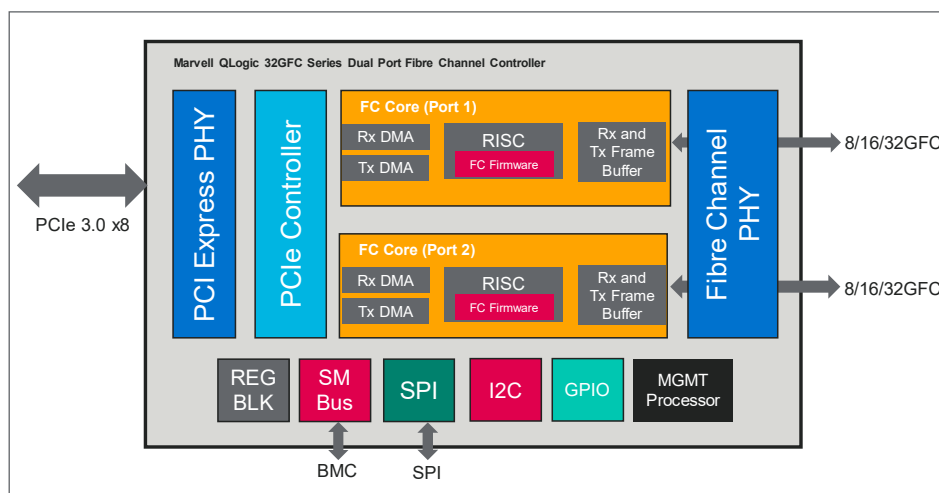 Marvell QLogic 32GFC Series Dual Port Fibre Channel Controller
PCIe 3.0 x8
PCI Express PHY
PCIe Controller
FC Core (Port 1)
Rx DMA
Tx DMA
RISC
FC Firmware
Rx and
Tx Frame
Buffer
FC Core (Port 2)
Rx DMA
Tx DMA
RISC
FC Firmware
Rx and
Tx Frame
Buffer
Fibre Channel
PHY
8/16/32GFC
8/16/32GFC
REG
BLK
SM
Bus
SPI
I2C
GPIO
MGMT
Processor
BMC
SPI